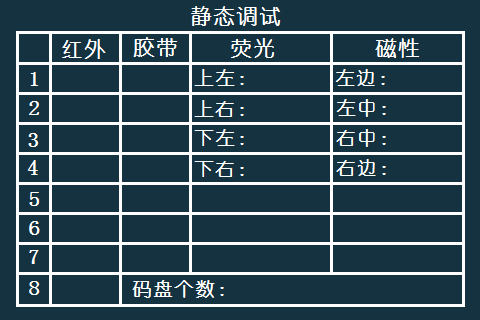 静态调试
红外 胶带 荧光 磁性
1 上左: 左边:
2 上右: 左中:
3 下左: 右中:
4 下右: 右边:
5
6
7
8 码盘个数: